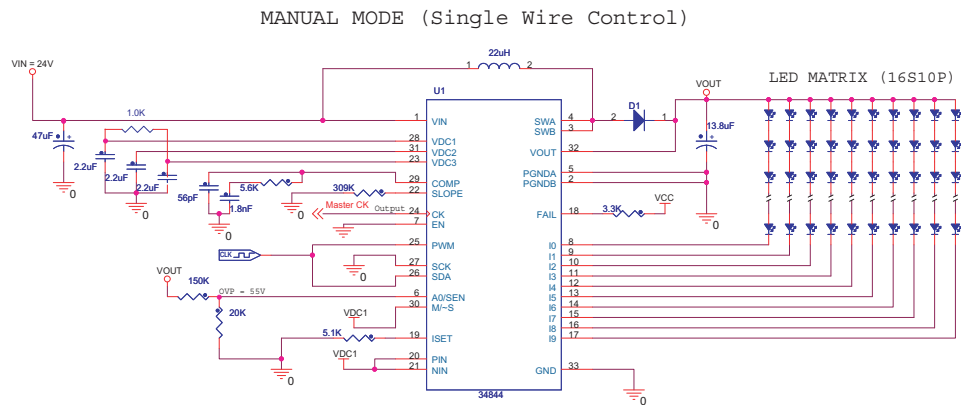 MANUAL MODE (Single Wire Control)
22uH
VIN = 24V
1 2
U1
VOUT
LED MATRIX (16S10P)
1.0K
D1
47uF
1 VIN SWA 4 2 1
13.8uF
SWB 3
28 VDC1
31 VDC2 VOUT 32
23 VDC3
2.2uF
2.2uF
2.2uF
PGNDA 5
PGNDB 2
29 COMP
22 SLOPE
5.6K 309K
56pF
1.8nF
VCC
3.3K
Master CK Output 24 CK FAIL 18
7 EN
0
0
0
CLK
25 PWM I0 8
I1 9
27 SCK I2 10
26 SDA I3 11
0
I4 12
VOUT
150K OVP = 55V 6 A0/SEN I5 13
30 M/~S I6 14
20K VDC1 I7 15
I8 16
5.1K 19 ISET I9 17
VDC1
20 PIN
21 NIN GND 33
0
34844
0